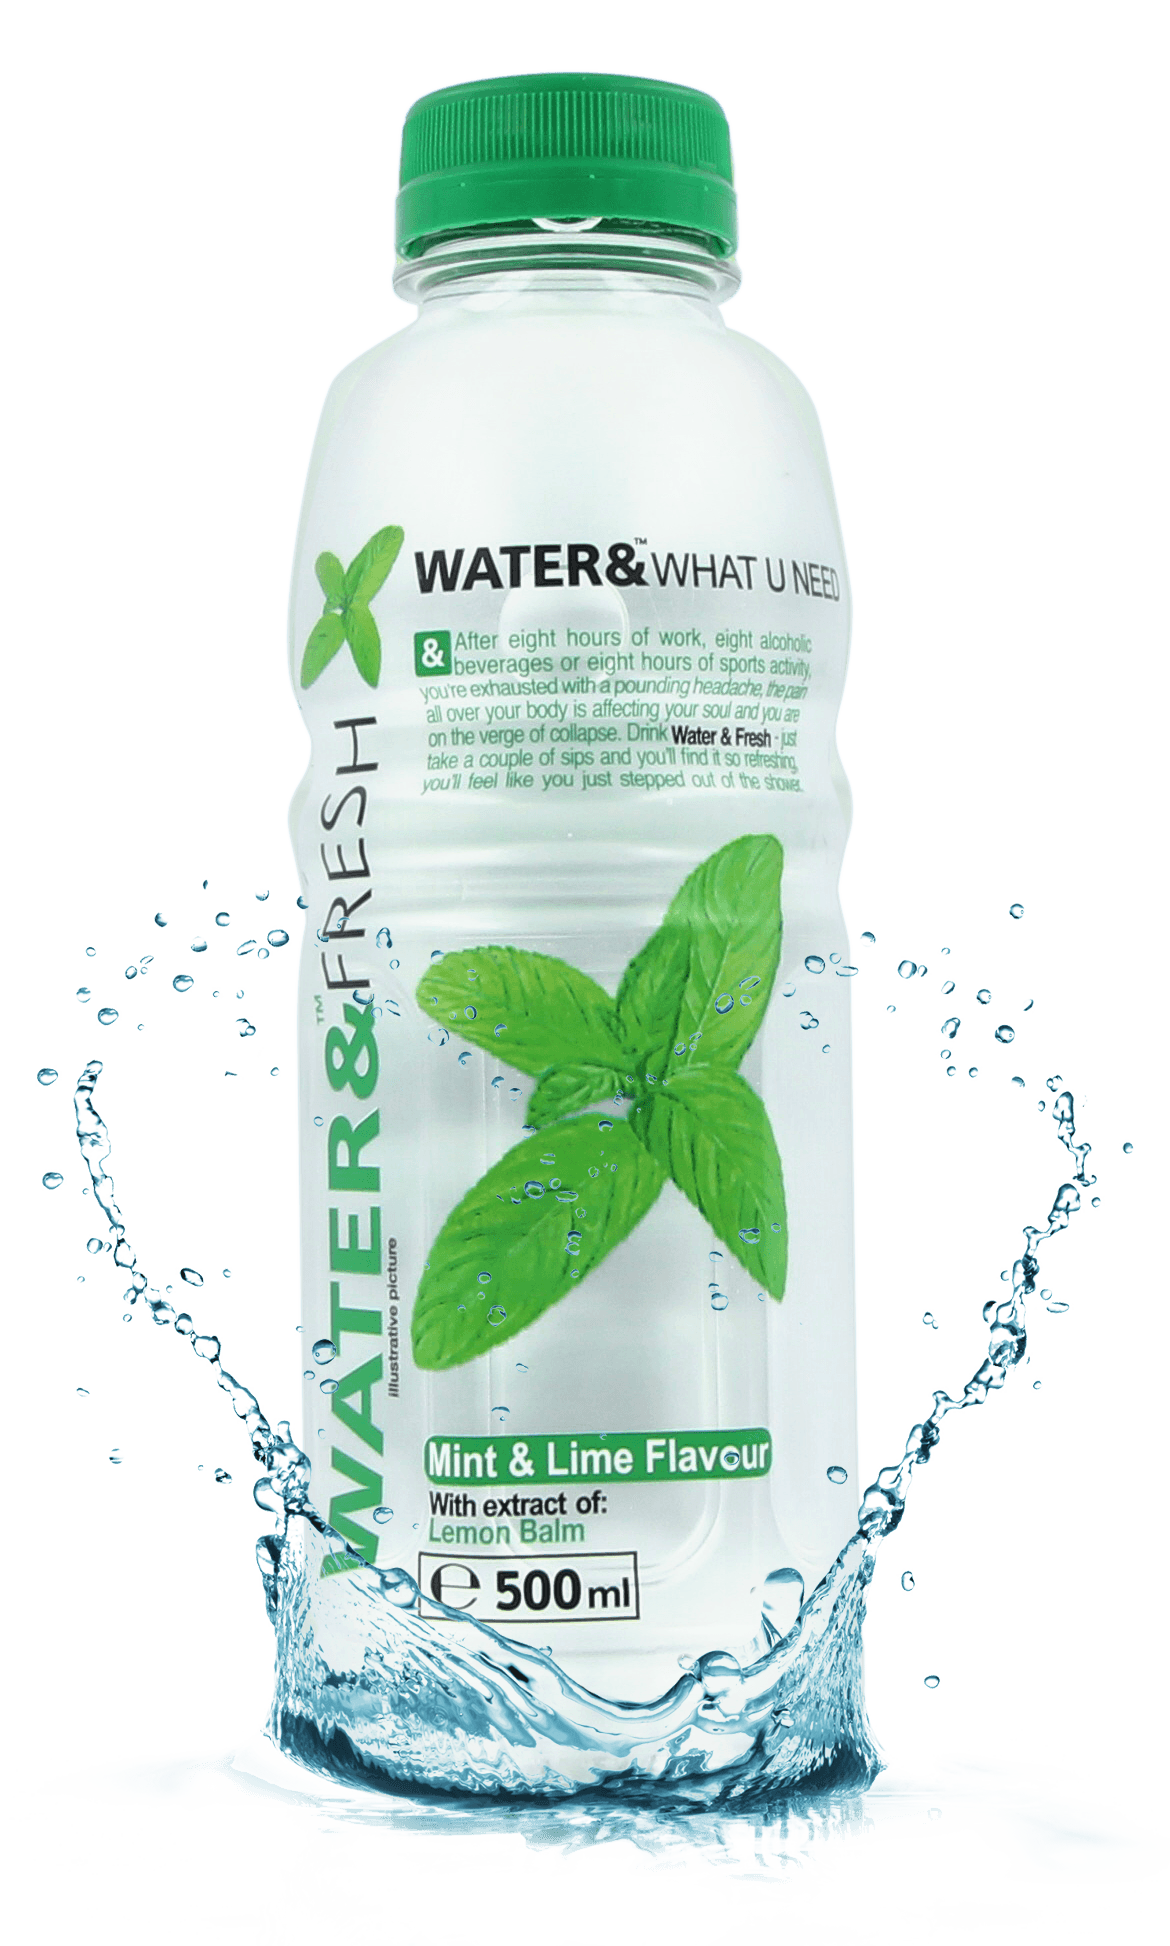 WATER&™WHAT U NEED
& After eight hours of work, eight alcoholic
beverages or eight hours of sports activity,
you're exhausted with a pounding headache, the pain
all over your body is affecting your soul and you are
on the verge of collapse. Drink Water & Fresh - just
take a couple of sips and you'll find it so refreshing,
you'll feel like you just stepped out of the shower.
WATER&™FRESH
illustrative picture
Mint & Lime Flavour
With extract of:
Lemon Balm
℮ 500 ml